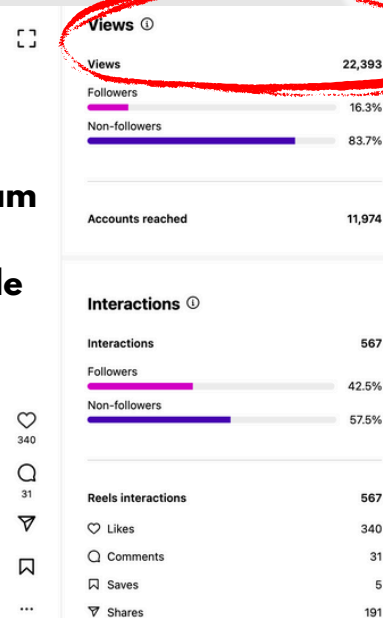 Views
Views 22,393
Followers
16.3%
Non-followers
83.7%
um
Accounts reached 11,974
le
Interactions
Interactions 567
Followers
42.5%
Non-followers
57.5%
340
31
Reels interactions 567
Likes 340
Comments 31
Saves 5
Shares 191